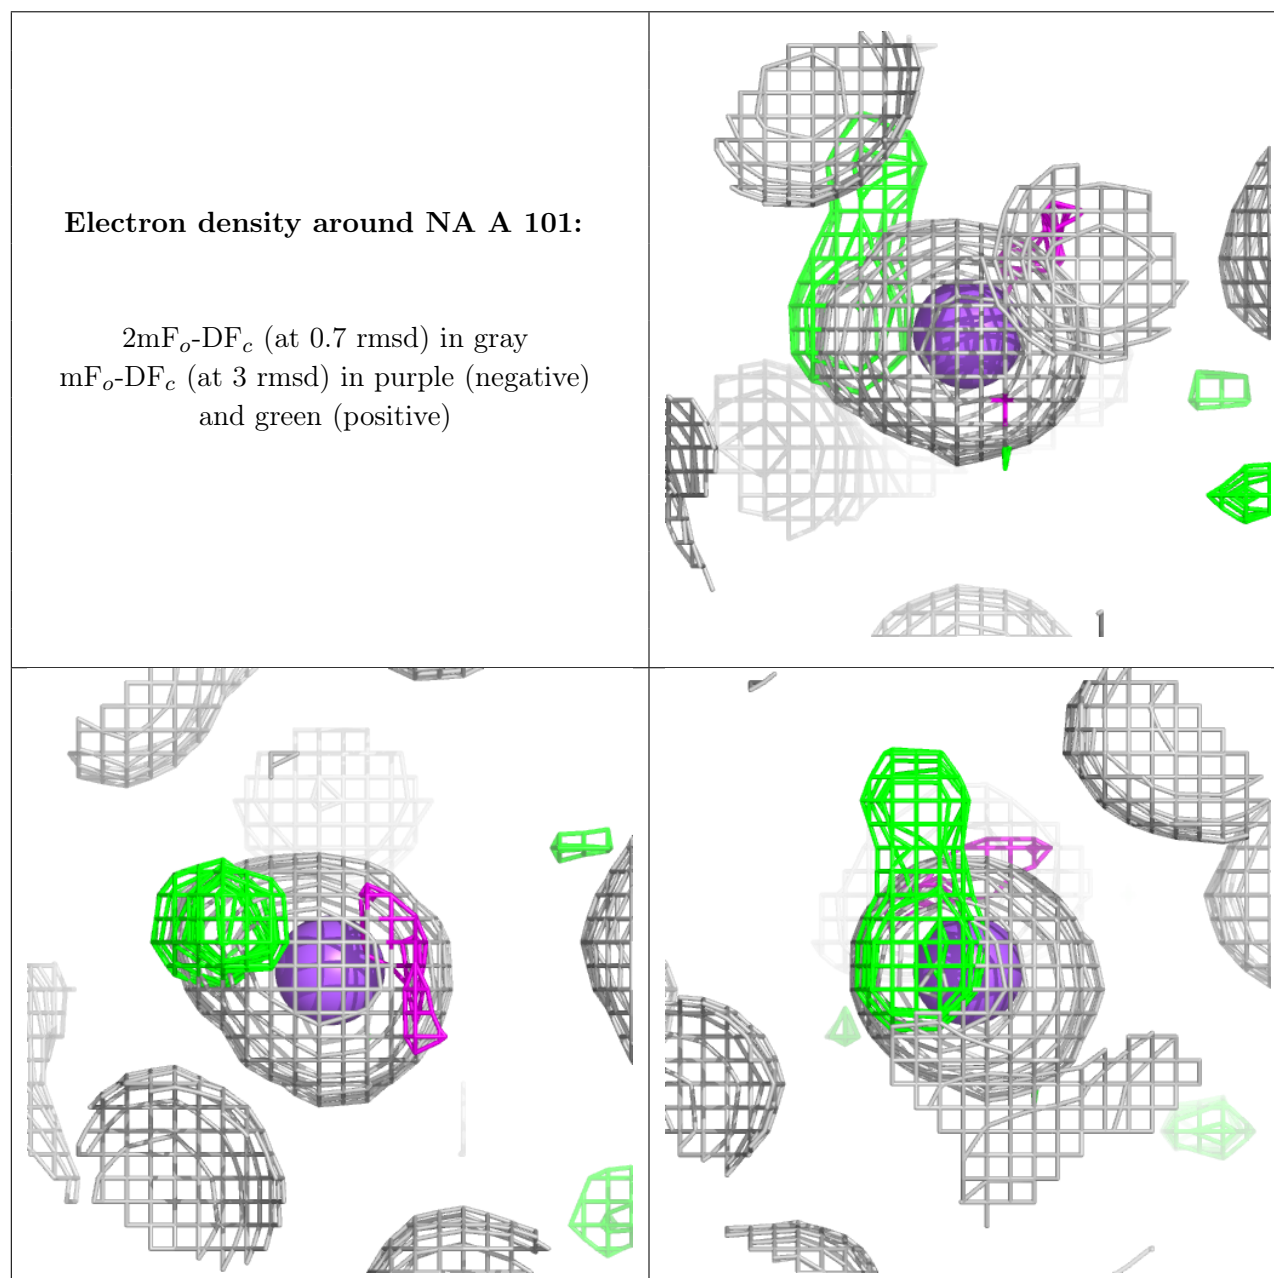 Electron density around NA A 101:
2mFo-DFc (at 0.7 rmsd) in gray
mFo-DFc (at 3 rmsd) in purple (negative)
and green (positive)